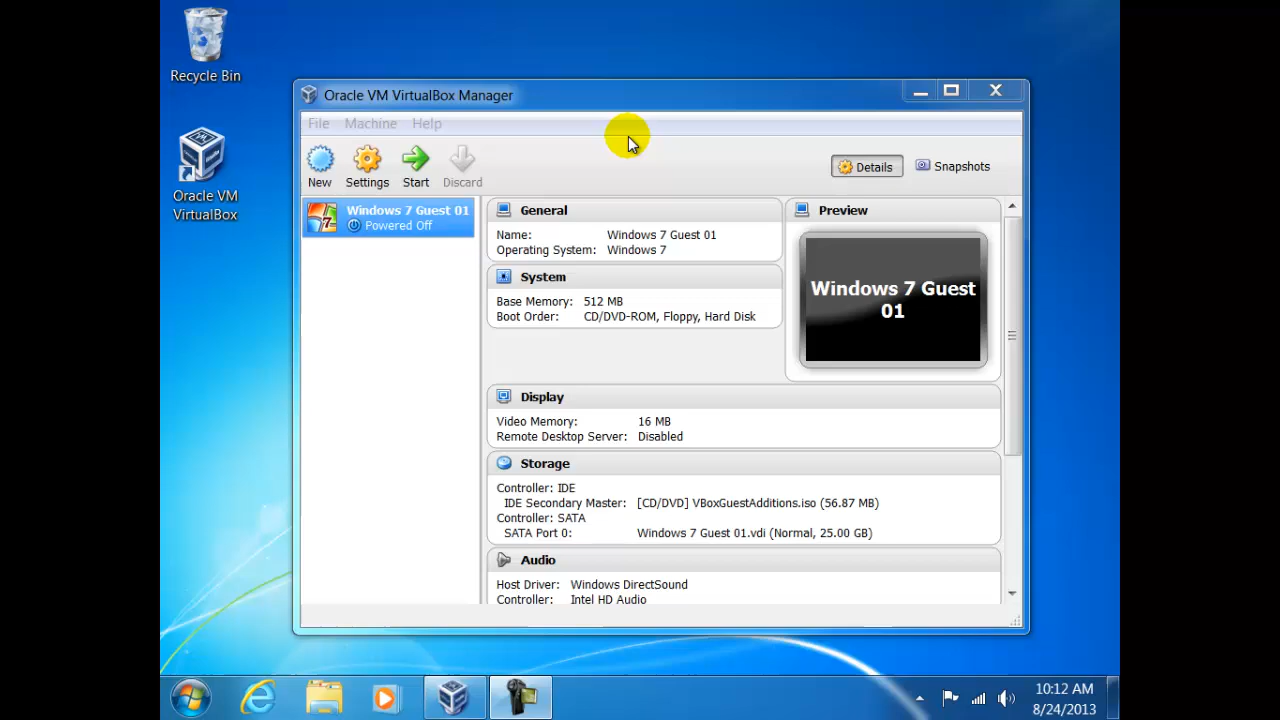 Recycle Bin
Oracle VM
VirtualBox
Oracle VM VirtualBox Manager
File Machine Help
New Settings Start Discard
Details Snapshots
Windows 7 Guest 01
Powered Off
General
Name: Windows 7 Guest 01
Operating System: Windows 7
System
Base Memory: 512 MB
Boot Order: CD/DVD-ROM, Floppy, Hard Disk
Preview
Windows 7 Guest
01
Display
Video Memory: 16 MB
Remote Desktop Server: Disabled
Storage
Controller: IDE
IDE Secondary Master: [CD/DVD] VBoxGuestAdditions.iso (56.87 MB)
Controller: SATA
SATA Port 0: Windows 7 Guest 01.vdi (Normal, 25.00 GB)
Audio
Host Driver: Windows DirectSound
Controller: Intel HD Audio
10:12 AM
8/24/2013